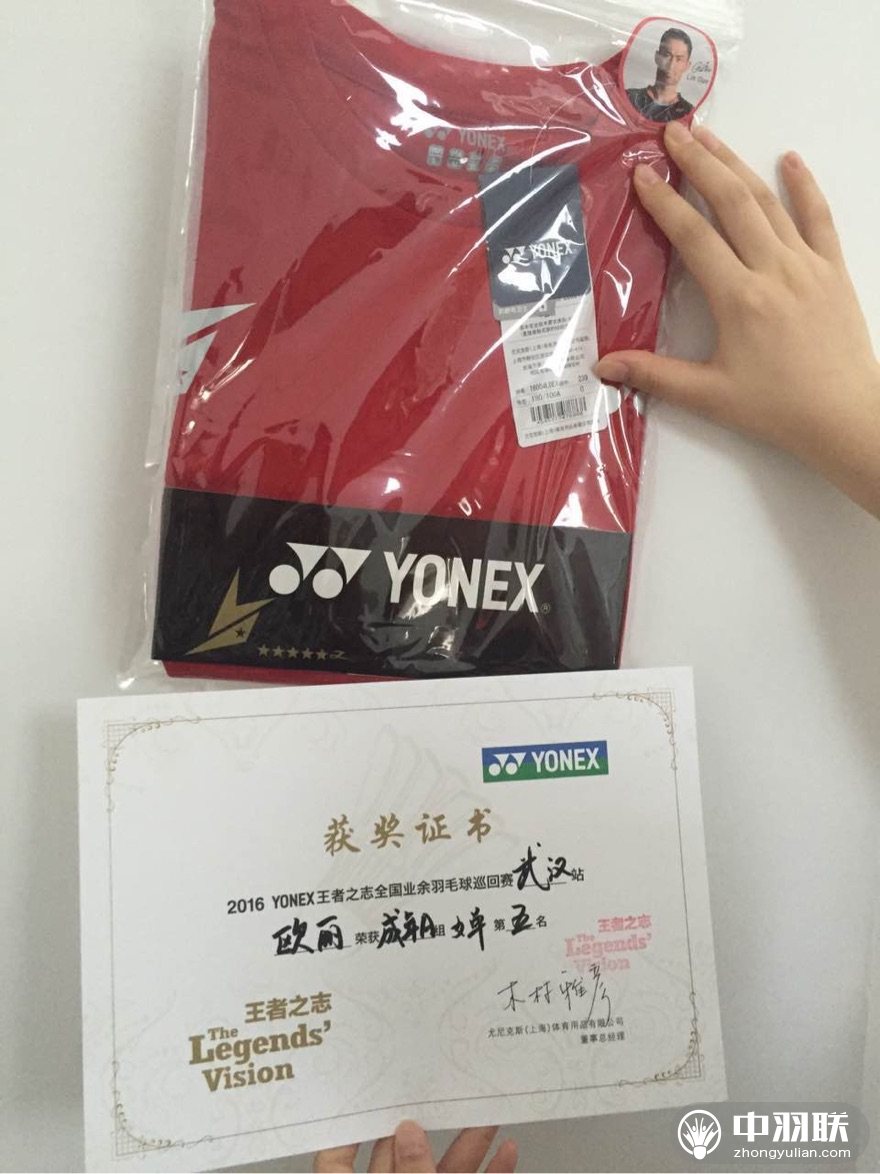 Lin Dan
YONEX
YONEX
YONEX
获奖证书
2016 YONEX王者之志全国业余羽毛球巡回赛武汉站
欧丽荣获成年A组女单第五名
王者之志
The
Legends'
Vision
木村雅彦
尤尼克斯(上海)体育用品有限公司
董事总经理
王者之志
The
Legends'
Vision
YONEX
中羽联
zhongyulian.com